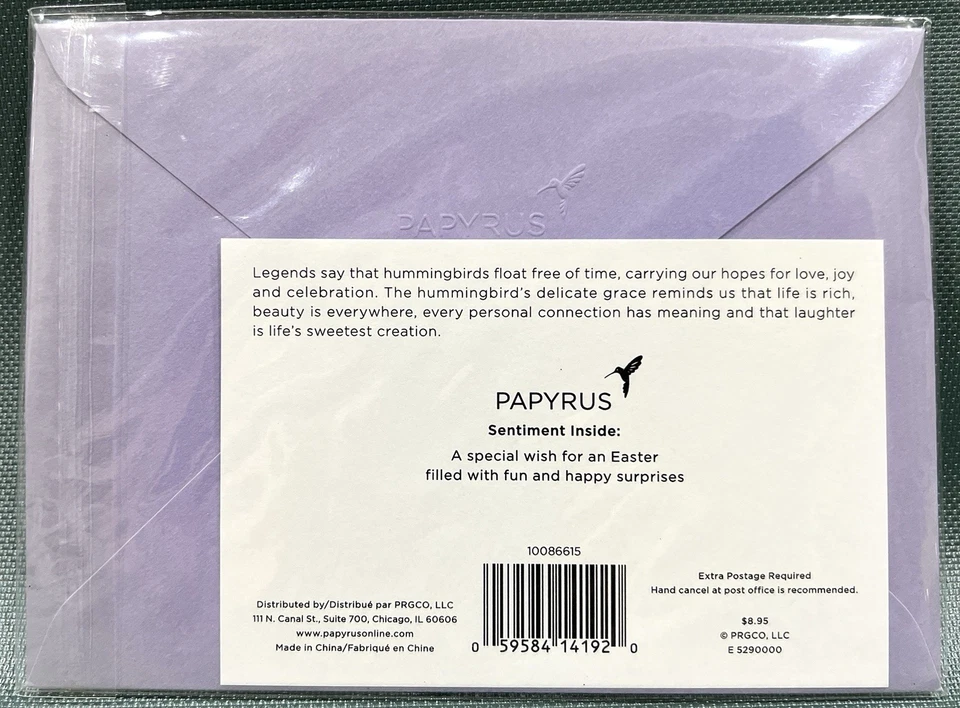 PAPYRUS
Legends say that hummingbirds float free of time, carrying our hopes for love, joy
and celebration. The hummingbird's delicate grace reminds us that life is rich,
beauty is everywhere, every personal connection has meaning and that laughter
is life's sweetest creation.
PAPYRUS
Sentiment Inside:
A special wish for an Easter
filled with fun and happy surprises
10086615
Distributed by/Distribué par PRGCO, LLC
111 N. Canal St., Suite 700, Chicago, IL 60606
www.papyrusonline.com
Made in China/Fabriqué en Chine
0 59584 14192 0
Extra Postage Required
Hand cancel at post office is recommended.
$8.95
© PRGCO, LLC
E 5290000